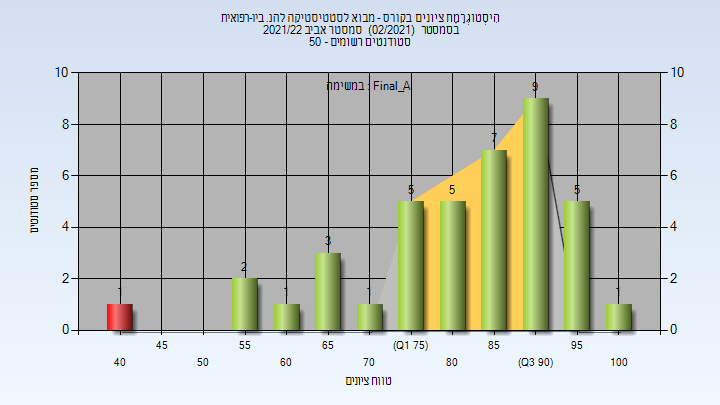 היסטוגרמת ציונים בקורס - מבוא לסטטיסטיקה להנ. ביו-רפואית
בסמסטר (02/2021) סמסטר אביב 2021/22
סטודנטים רשומים - 50
במשימה : Final_A
מספר סטודנטים
10 10
8 8
6 6
4 4
2 2
0 0
1 2 1 3 1 5 5 7 9 5 1
45 55 65 (Q1 75) 85 95
40 50 60 70 80 (Q3 90) 100
טווח ציונים